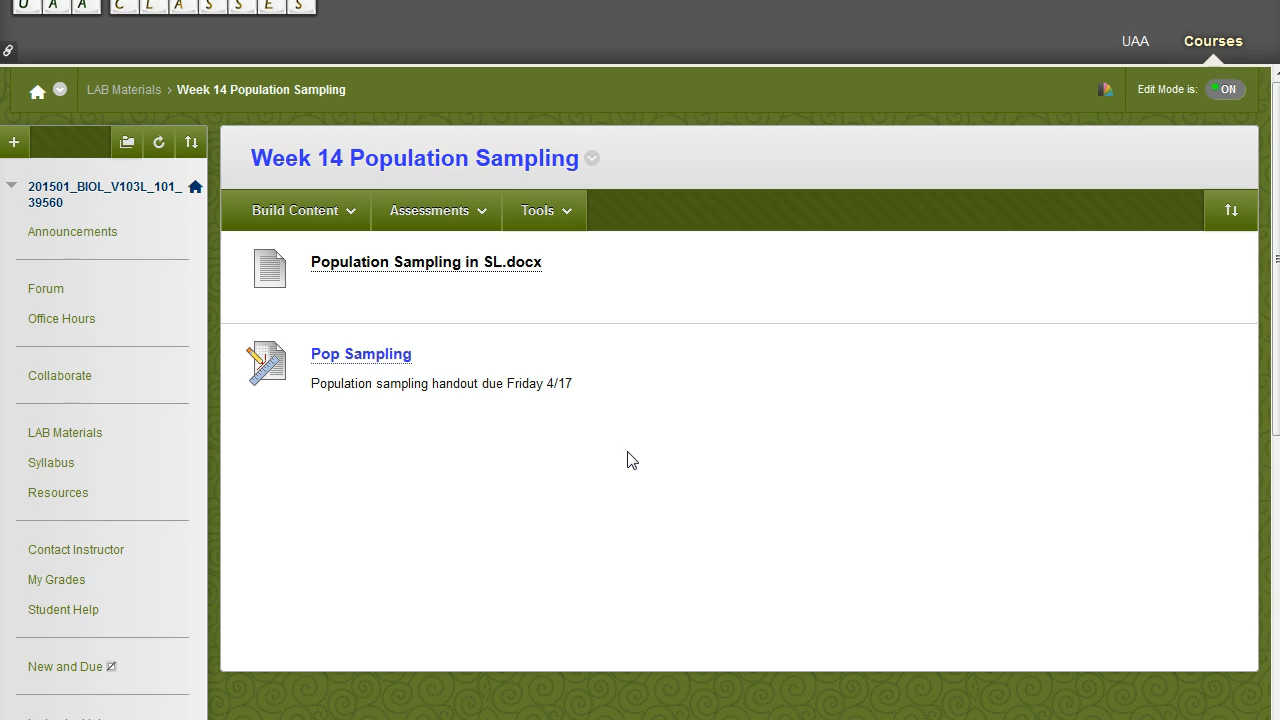 UAA CLASSES
UAA
Courses
LAB Materials > Week 14 Population Sampling
Edit Mode is: ON
201501_BIOL_V103L_101_
39560
Announcements
Forum
Office Hours
Collaborate
LAB Materials
Syllabus
Resources
Contact Instructor
My Grades
Student Help
New and Due
Week 14 Population Sampling
Build Content
Assessments
Tools
Population Sampling in SL.docx
Pop Sampling
Population sampling handout due Friday 4/17